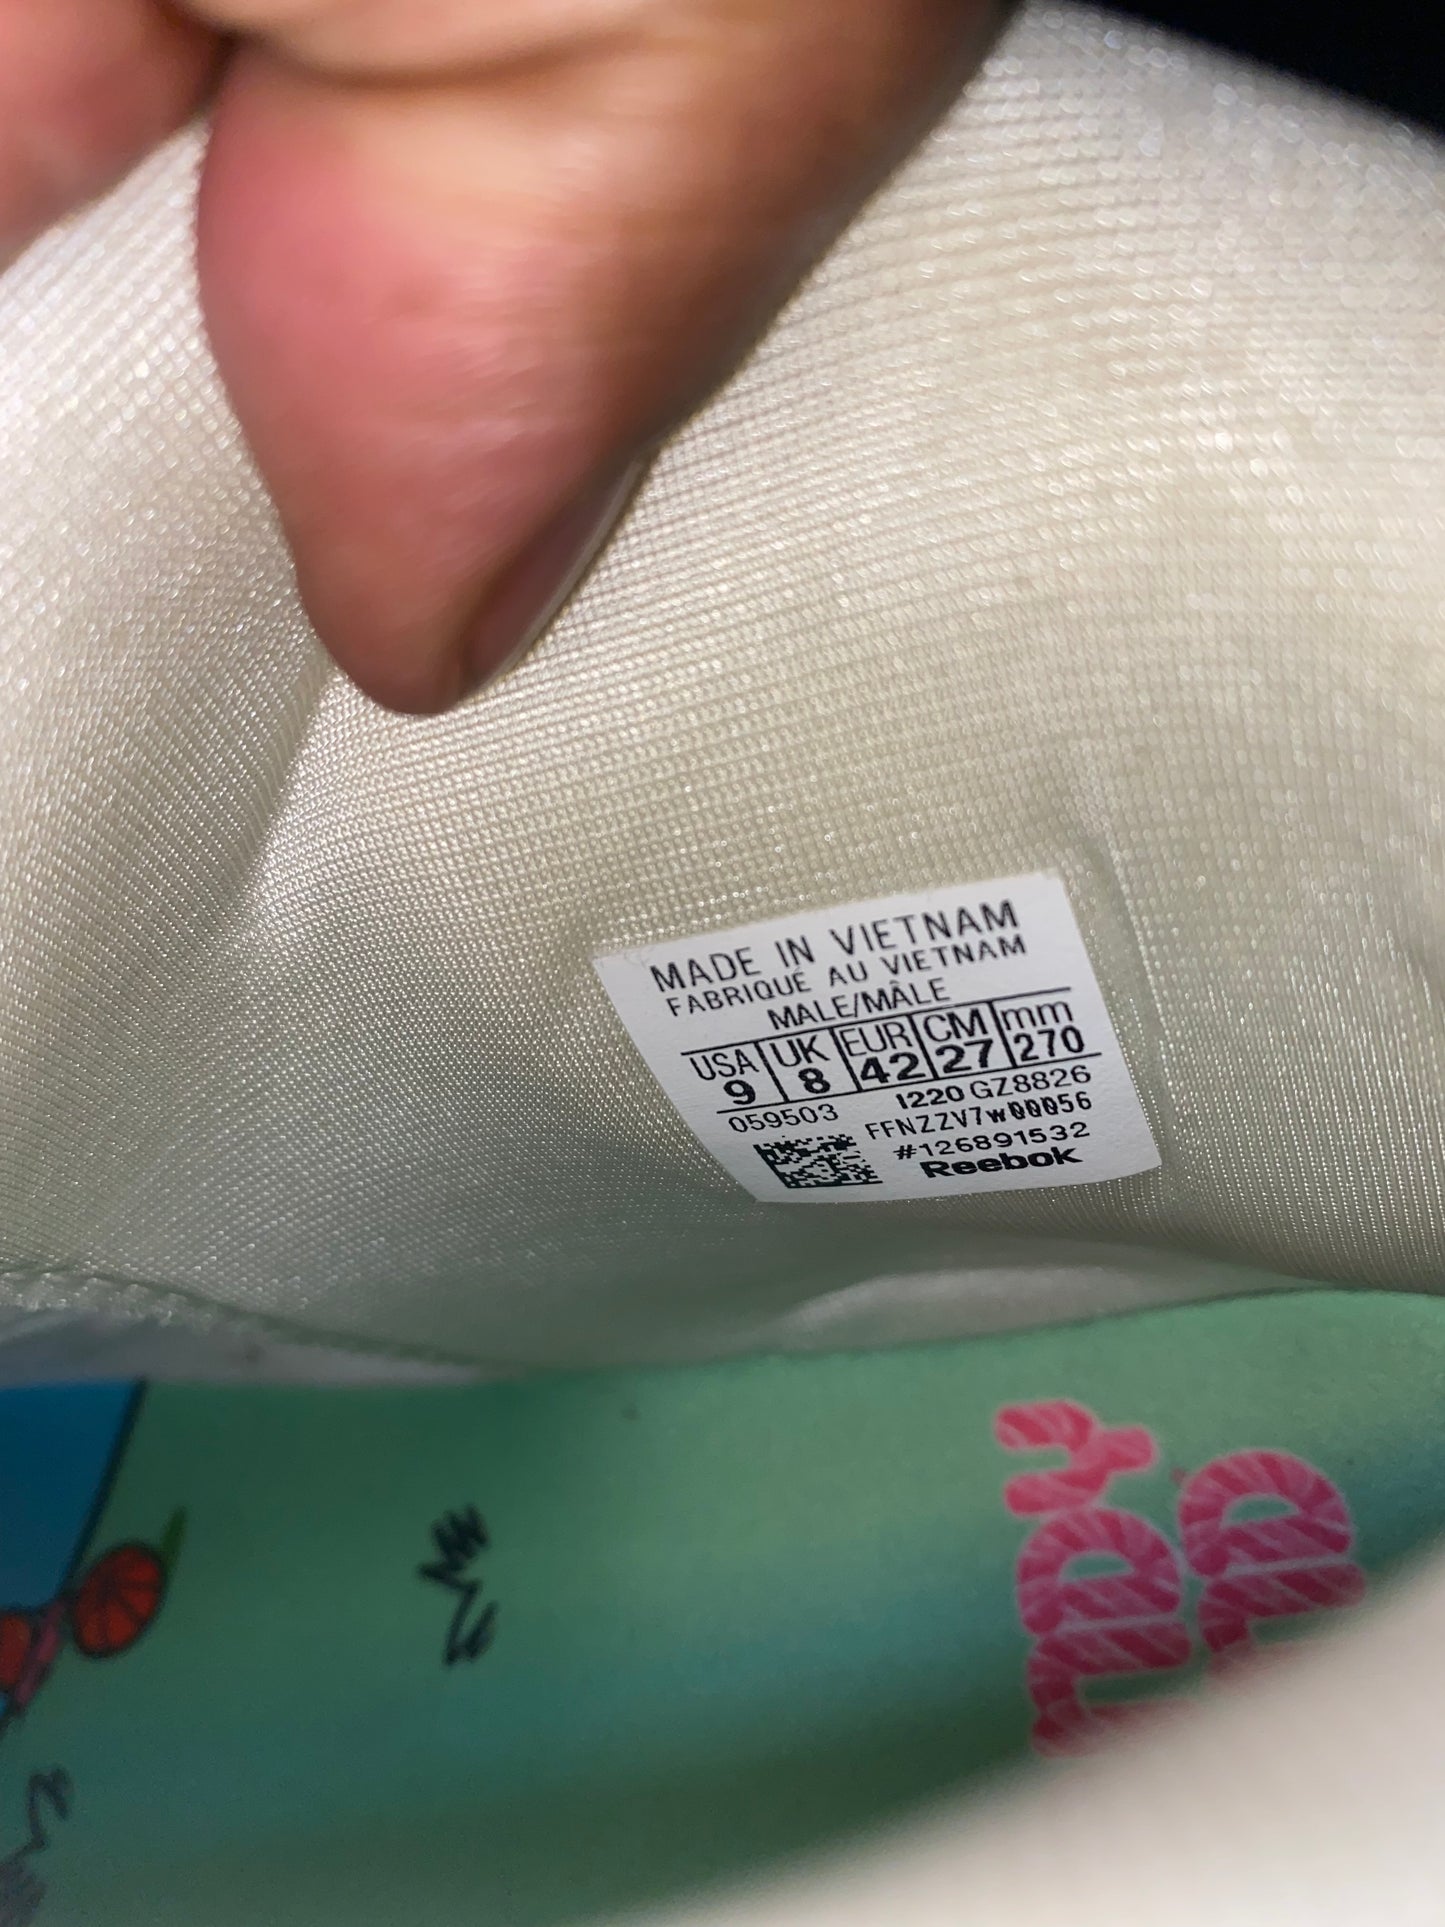 MADE IN VIETNAM
FABRIQUÉ AU VIETNAM
MALE/MÂLE
USA UK EUR CM mm
9 8 42 27 270
059503 1220 GZ8826
FFNZZV7w00056
#126891532
Reebok